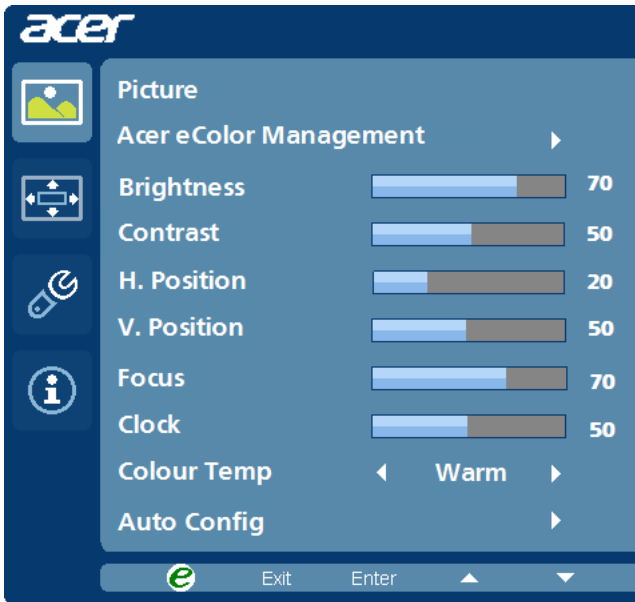 acer
Picture
Acer eColor Management
Brightness 70
Contrast 50
H. Position 20
V. Position 50
Focus 70
Clock 50
Colour Temp Warm
Auto Config
e Exit Enter